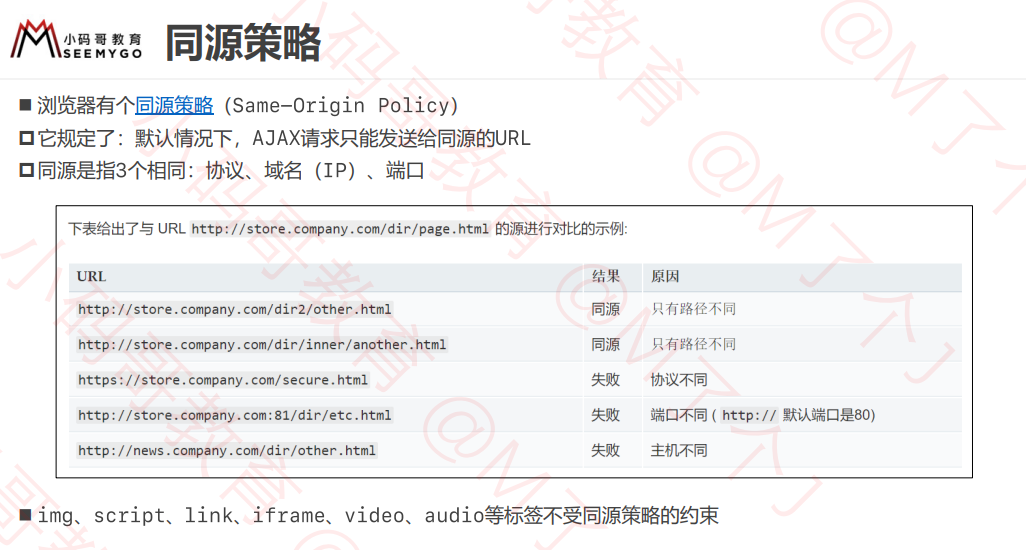 小码哥教育
SEEMYGO
同源策略
浏览器有个同源策略（Same-Origin Policy）
它规定了：默认情况下，AJAX请求只能发送给同源的URL
同源是指3个相同：协议、域名（IP）、端口
下表给出了与 URL http://store.company.com/dir/page.html 的源进行对比的示例:
URL 结果 原因
http://store.company.com/dir2/other.html 同源 只有路径不同
http://store.company.com/dir/inner/another.html 同源 只有路径不同
https://store.company.com/secure.html 失败 协议不同
http://store.company.com:81/dir/etc.html 失败 端口不同 ( http:// 默认端口是80)
http://news.company.com/dir/other.html 失败 主机不同
img、script、link、iframe、video、audio等标签不受同源策略的约束
小码哥教育 @M了个J